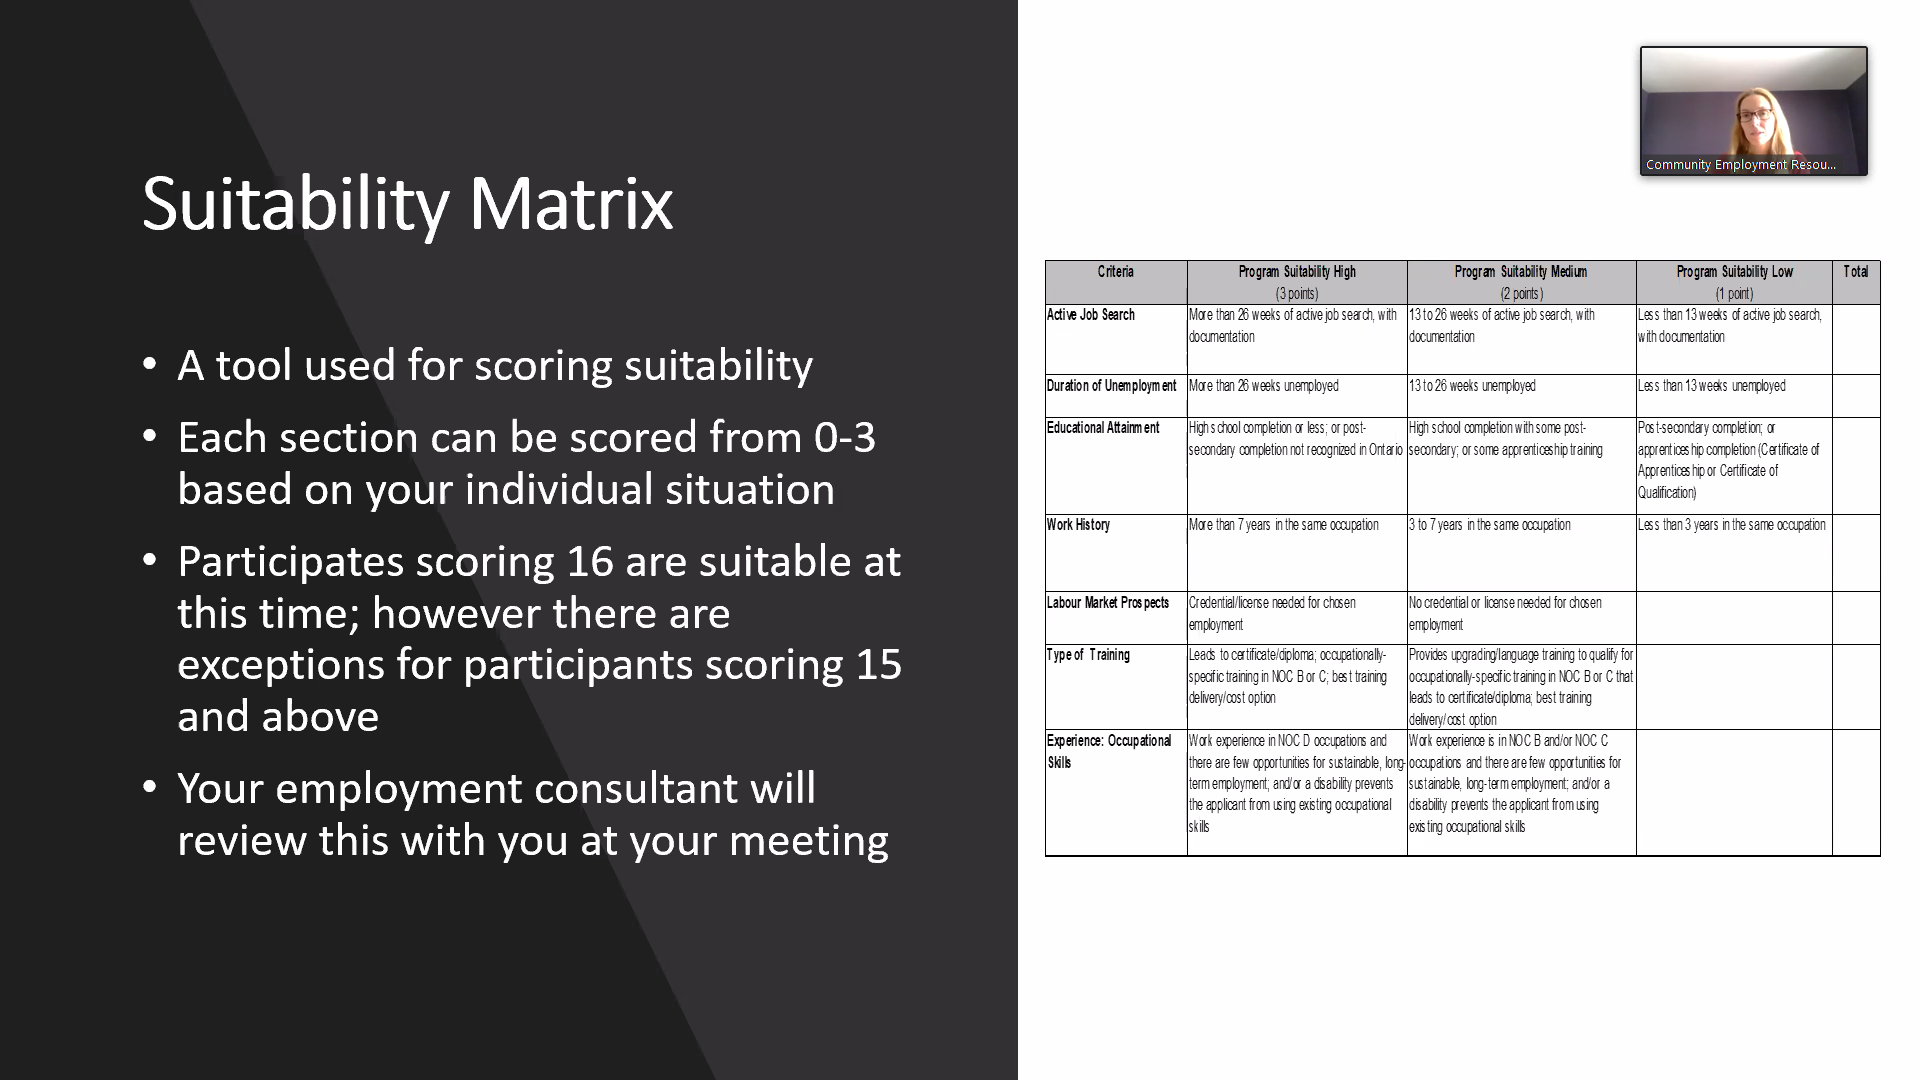 Suitability Matrix
• A tool used for scoring suitability
• Each section can be scored from 0-3
based on your individual situation
• Participates scoring 16 are suitable at
this time; however there are
exceptions for participants scoring 15
and above
• Your employment consultant will
review this with you at your meeting
Community Employment Resou...
Criteria Program Suitability High Program Suitability Medium Program Suitability Low Total
(3 points) (2 points) (1 point)
Active Job Search More than 26 weeks of active job search, with 13 to 26 weeks of active job search, with Less than 13 weeks of active job search,
documentation documentation with documentation
Duration of Unemployment More than 26 weeks unemployed 13 to 26 weeks unemployed Less than 13 weeks unemployed
Educational Attainment High school completion or less; or post- High school completion with some post- Post-secondary completion; or
secondary completion not recognized in Ontario secondary; or some apprenticeship training apprenticeship completion (Certificate of
Apprenticeship or Certificate of
Qualification)
Work History More than 7 years in the same occupation 3 to 7 years in the same occupation Less than 3 years in the same occupation
Labour Market Prospects Credential/license needed for chosen No credential or license needed for chosen
employment employment
Type of Training Leads to certificate/diploma; occupationally- Provides upgrading/language training to qualify for
specific training in NOC B or C; best training occupationally-specific training in NOC B or C that
delivery/cost option leads to certificate/diploma; best training
delivery/cost option
Experience: Occupational Work experience in NOC D occupations and Work experience is in NOC B and/or NOC C
Skills there are few opportunities for sustainable, long- occupations and there are few opportunities for
term employment; and/or a disability prevents sustainable, long-term employment; and/or a
the applicant from using existing occupational disability prevents the applicant from using
skills existing occupational skills